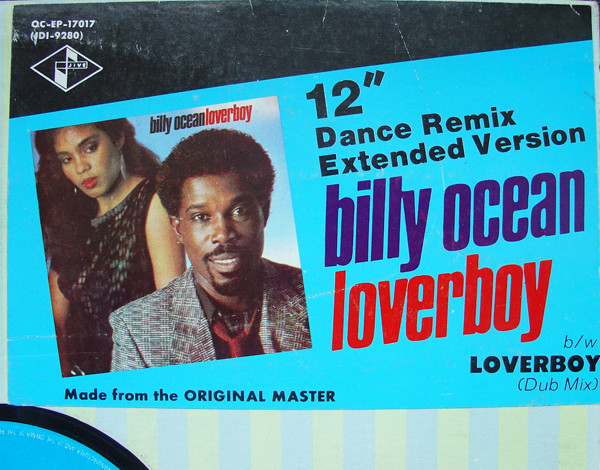 QC-EP-17017
(JDI-9280)
JIVE
12"
Dance Remix
Extended Version
billy ocean loverboy
billy ocean
loverboy
b/w
LOVERBOY
(Dub Mix)
Made from the ORIGINAL MASTER